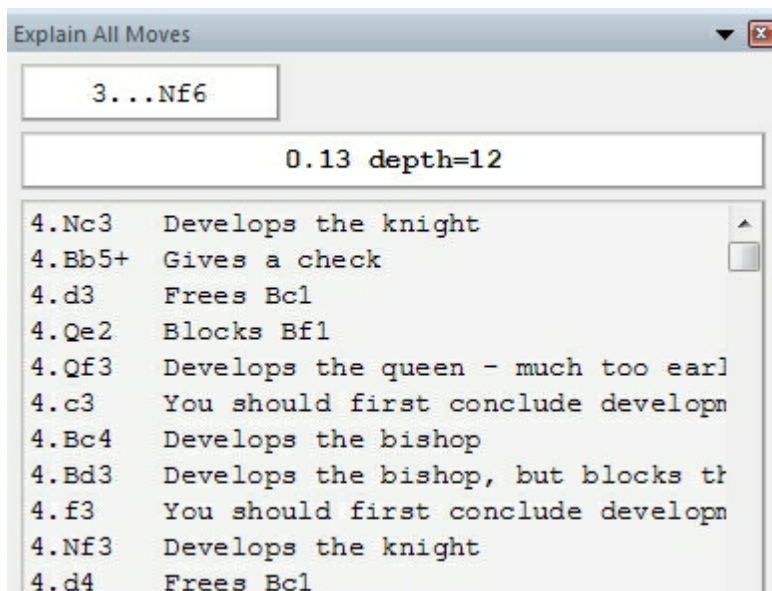 Explain All Moves
3...Nf6
0.13 depth=12
4.Nc3 Develops the knight
4.Bb5+ Gives a check
4.d3 Frees Bc1
4.Qe2 Blocks Bf1
4.Qf3 Develops the queen - much too earl
4.c3 You should first conclude developm
4.Bc4 Develops the bishop
4.Bd3 Develops the bishop, but blocks th
4.f3 You should first conclude developm
4.Nf3 Develops the knight
4.d4 Frees Bc1